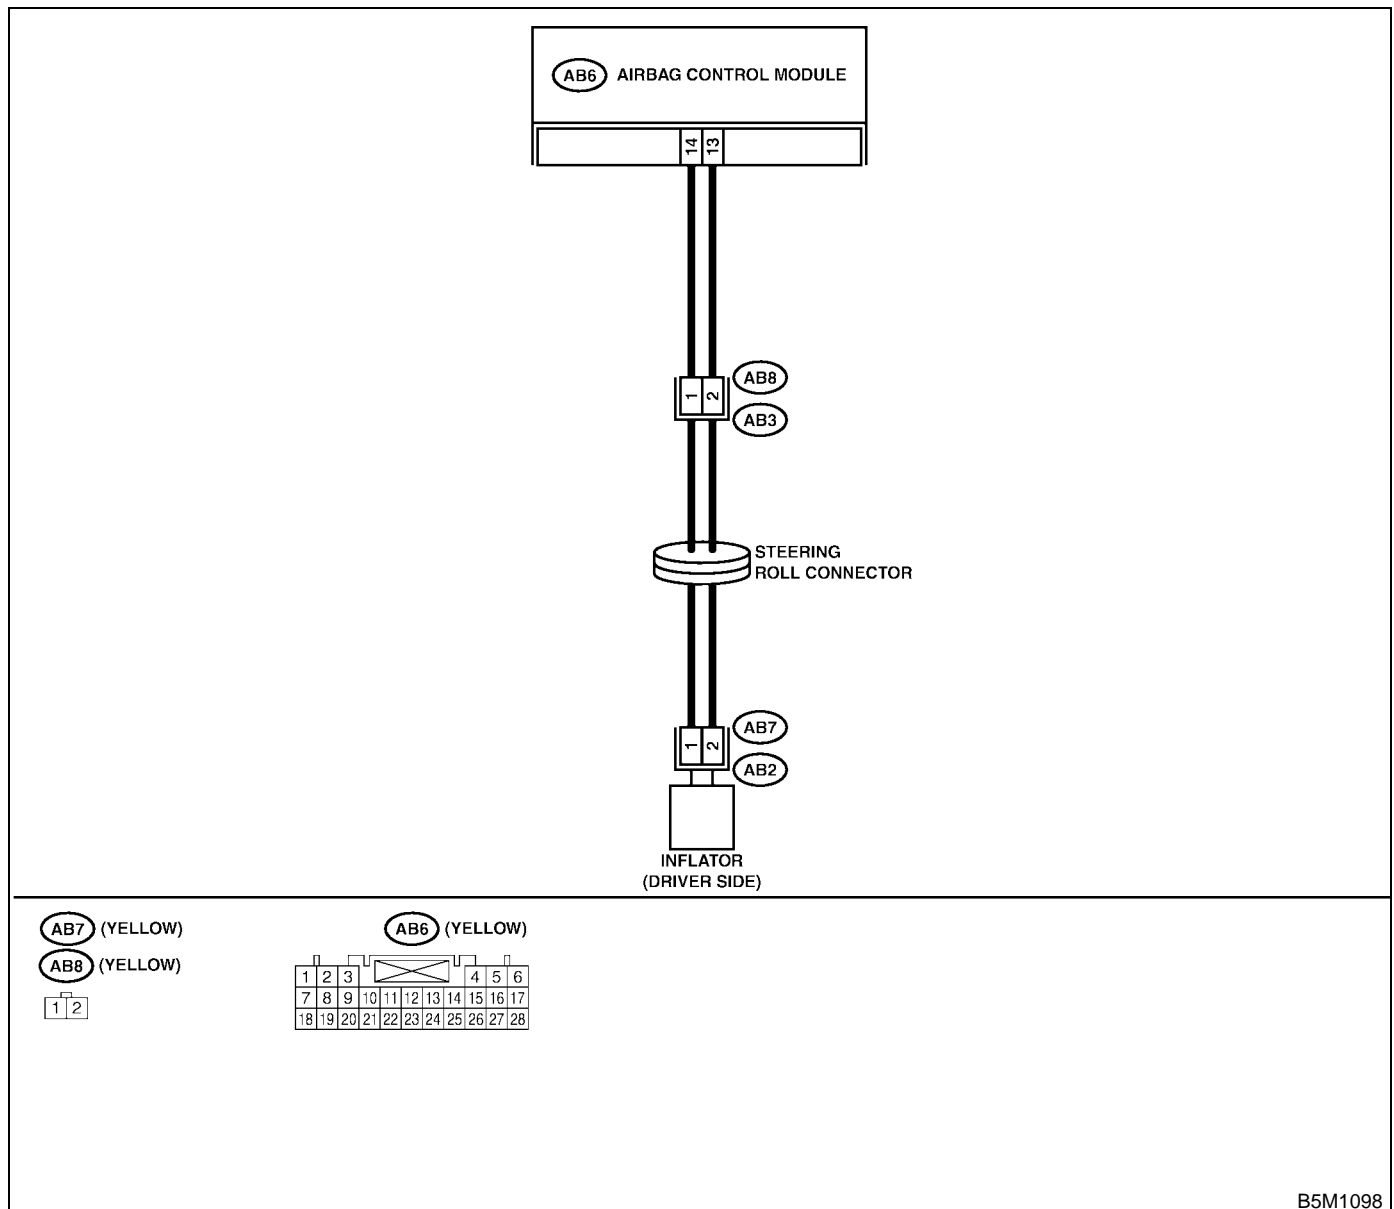 AB6 AIRBAG CONTROL MODULE
14 13
AB8
1 2
AB3
STEERING
ROLL CONNECTOR
AB7
1 2
AB2
INFLATOR
(DRIVER SIDE)
AB7 (YELLOW)
AB8 (YELLOW)
1 2
AB6 (YELLOW)
1 2 3 4 5 6
7 8 9 10 11 12 13 14 15 16 17
18 19 20 21 22 23 24 25 26 27 28
B5M1098